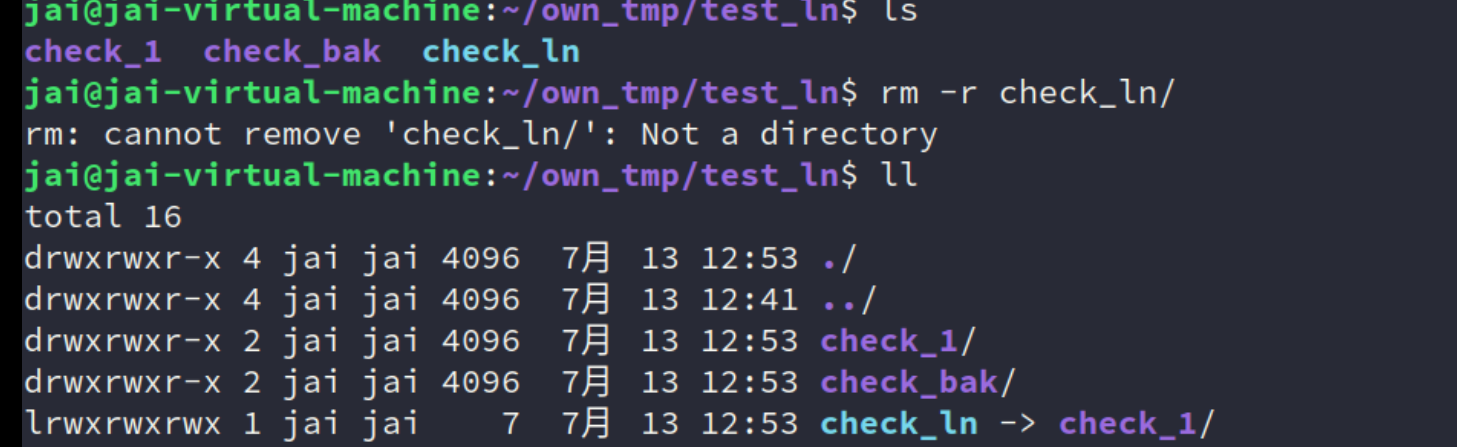 jai@jai-virtual-machine:~/own_tmp/test_ln$ ls
check_1  check_bak  check_ln
jai@jai-virtual-machine:~/own_tmp/test_ln$ rm -r check_ln/
rm: cannot remove 'check_ln/': Not a directory
jai@jai-virtual-machine:~/own_tmp/test_ln$ ll
total 16
drwxrwxr-x 4 jai jai 4096  7月  13 12:53 ./
drwxrwxr-x 4 jai jai 4096  7月  13 12:41 ../
drwxrwxr-x 2 jai jai 4096  7月  13 12:53 check_1/
drwxrwxr-x 2 jai jai 4096  7月  13 12:53 check_bak/
lrwxrwxrwx 1 jai jai    7  7月  13 12:53 check_ln -> check_1/